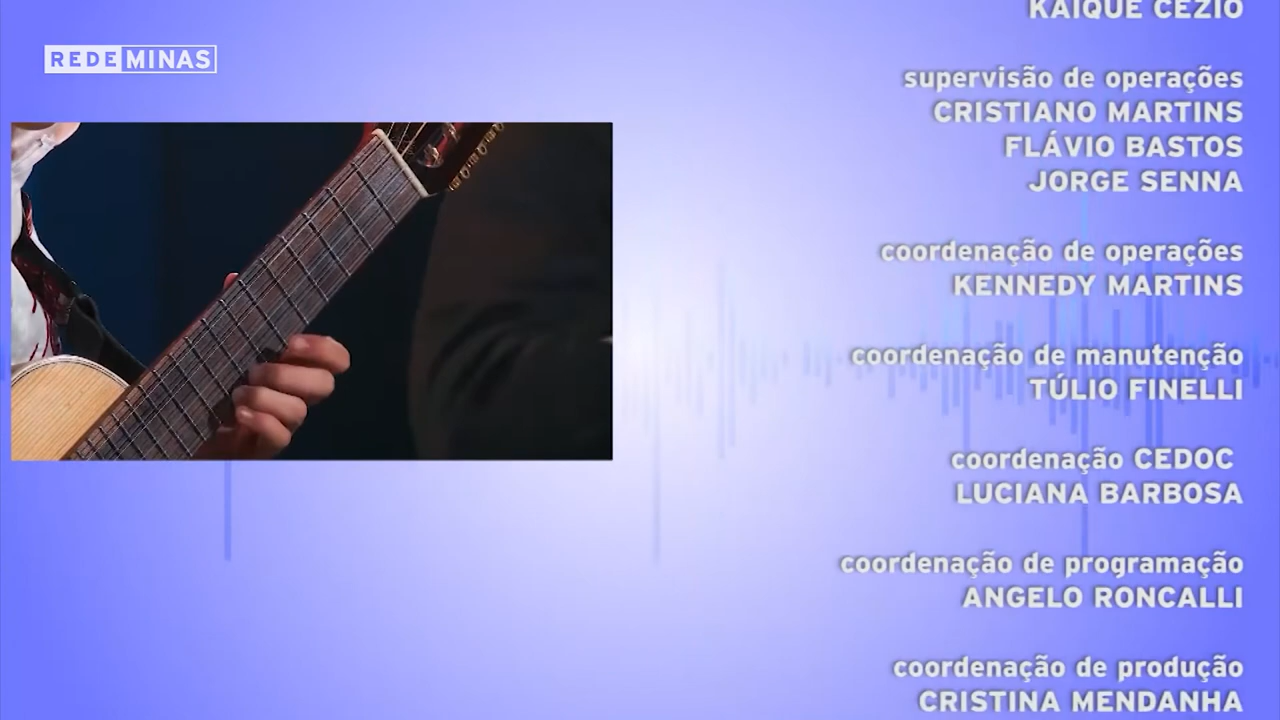 KAIQUE CÉZIO
REDE MINAS
supervisão de operações
CRISTIANO MARTINS
FLÁVIO BASTOS
JORGE SENNA
coordenação de operações
KENNEDY MARTINS
coordenação de manutenção
TÚLIO FINELLI
coordenação CEDOC
LUCIANA BARBOSA
coordenação de programação
ANGELO RONCALLI
coordenação de produção
CRISTINA MENDANHA